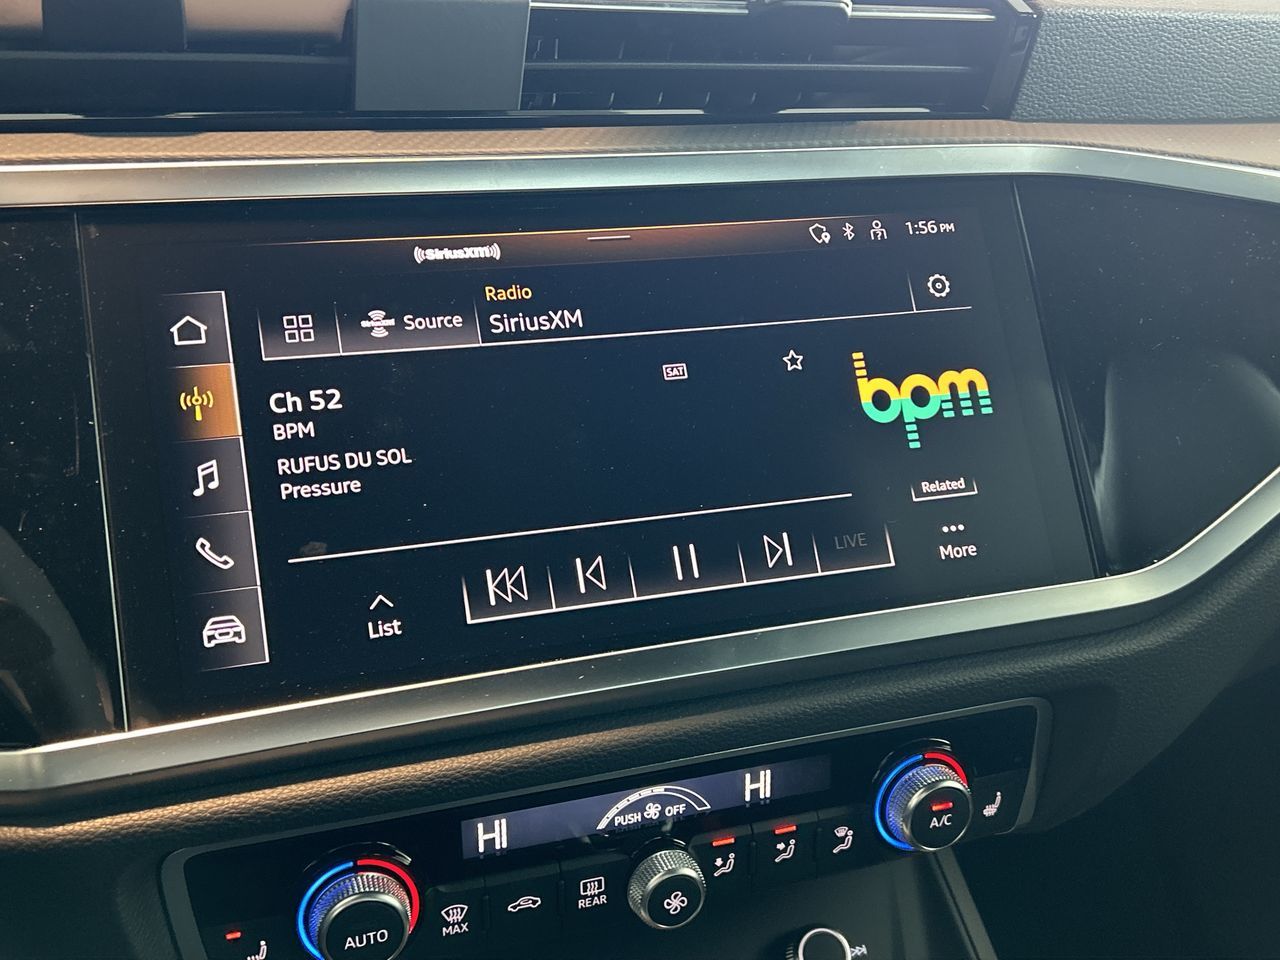 ((SiriusXM))
1:56 PM
Radio
SiriusXM Source
SiriusXM
SAT
Ch 52
BPM
RUFUS DU SOL
Pressure
bpm
Related
LIVE
More
List
HI
PUSH OFF
HI
A/C
AUTO
MAX
REAR